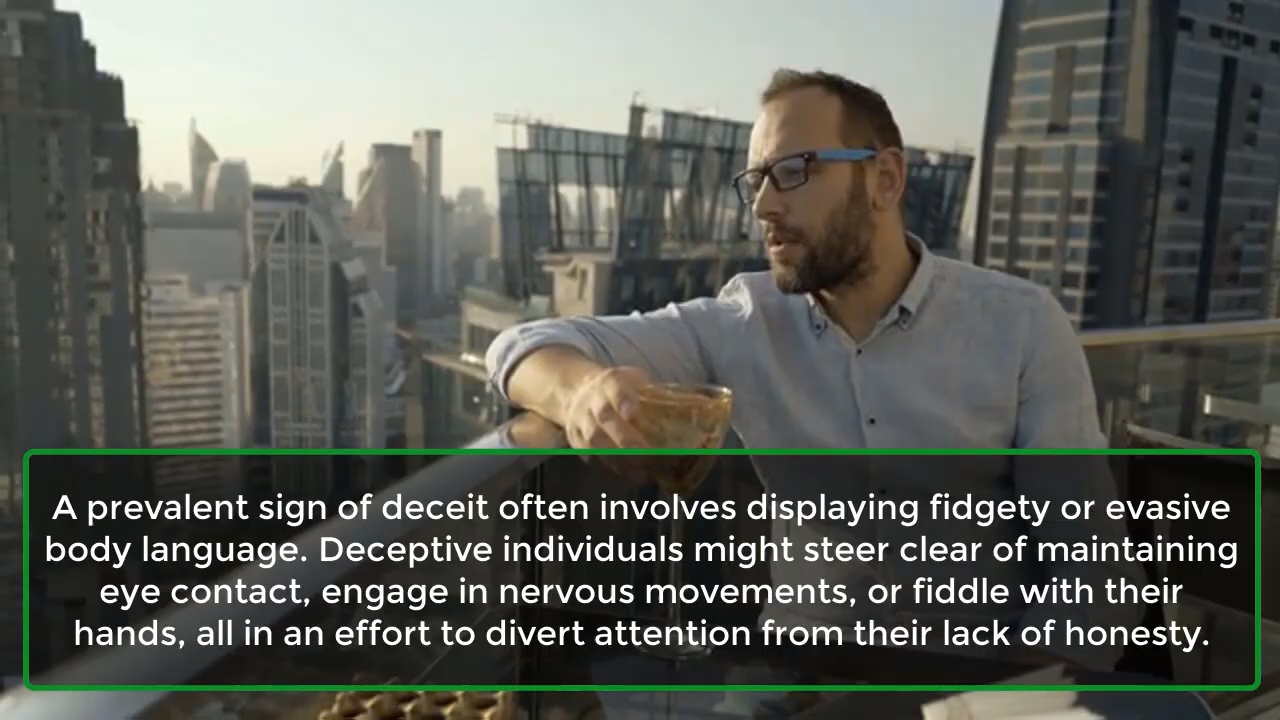 A prevalent sign of deceit often involves displaying fidgety or evasive
body language. Deceptive individuals might steer clear of maintaining
eye contact, engage in nervous movements, or fiddle with their
hands, all in an effort to divert attention from their lack of honesty.